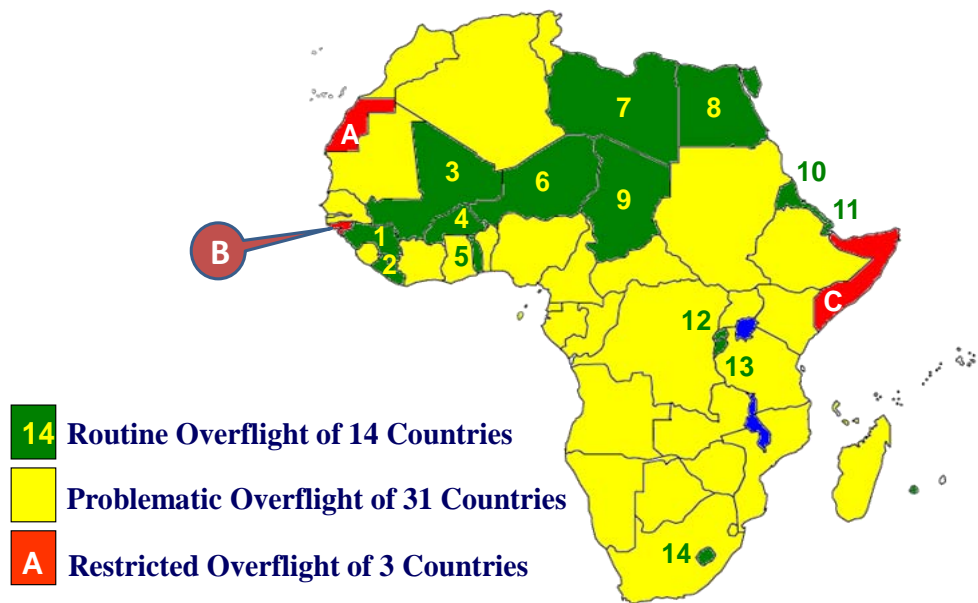 7
8
A
3
6
10
9
4
11
1
B
5
2
C
12
13
14 Routine Overflight of 14 Countries
Problematic Overflight of 31 Countries
14
A Restricted Overflight of 3 Countries